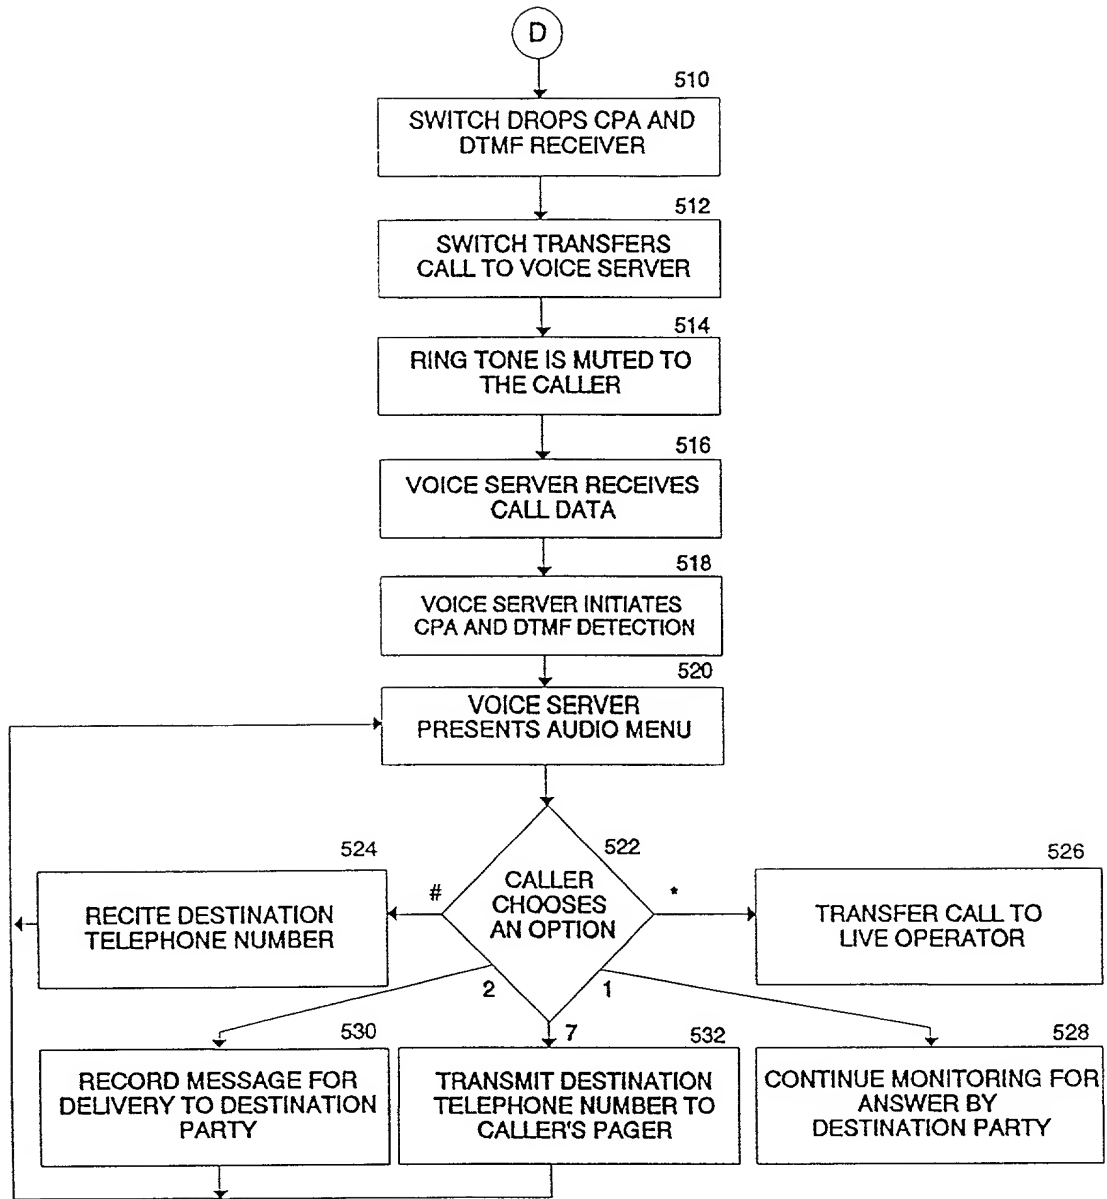 D
510
SWITCH DROPS CPA AND
DTMF RECEIVER
512
SWITCH TRANSFERS
CALL TO VOICE SERVER
514
RING TONE IS MUTED TO
THE CALLER
516
VOICE SERVER RECEIVES
CALL DATA
518
VOICE SERVER INITIATES
CPA AND DTMF DETECTION
520
VOICE SERVER
PRESENTS AUDIO MENU
522
CALLER
CHOOSES
AN OPTION
#
*
2
1
7
524
RECITE DESTINATION
TELEPHONE NUMBER
526
TRANSFER CALL TO
LIVE OPERATOR
530
RECORD MESSAGE FOR
DELIVERY TO DESTINATION
PARTY
532
TRANSMIT DESTINATION
TELEPHONE NUMBER TO
CALLER'S PAGER
528
CONTINUE MONITORING FOR
ANSWER BY
DESTINATION PARTY